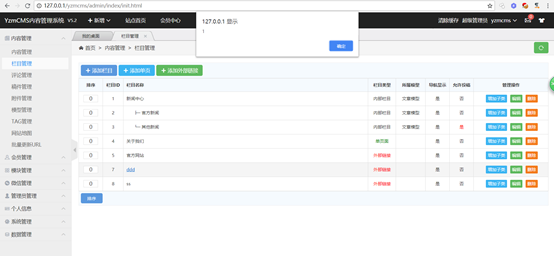 127.0.0.1/yzmcms/admin/index/init.html
YzmCMS内容管理系统 V5.2 + 新增 站点首页 会员中心
127.0.0.1 显示
1
确定
清除缓存 超级管理员 yzmcms
内容管理
内容管理
栏目管理
评论管理
稿件管理
附件管理
模型管理
TAG管理
网站地图
批量更新URL
会员管理
模块管理
微信管理
管理员管理
个人信息
系统管理
数据管理
我的桌面 栏目管理 ×
首页 > 内容管理 > 栏目管理
+ 添加栏目 + 添加单页 + 添加外部链接
排序 栏目ID 栏目名称 栏目类型 所属模型 导航显示 允许投稿 管理操作
0 1 新闻中心 内部栏目 文章模型 是 否 增加子类 编辑 删除
0 2 ├─ 官方新闻 内部栏目 文章模型 是 否 增加子类 编辑 删除
0 3 └─ 其他新闻 内部栏目 文章模型 是 是 增加子类 编辑 删除
0 4 关于我们 单页面 是 否 增加子类 编辑 删除
0 5 官方网站 外部链接 是 否 增加子类 编辑 删除
0 7 外部链接 是 否 增加子类 编辑 删除
0 8 ss 外部链接 是 否 增加子类 编辑 删除
排序